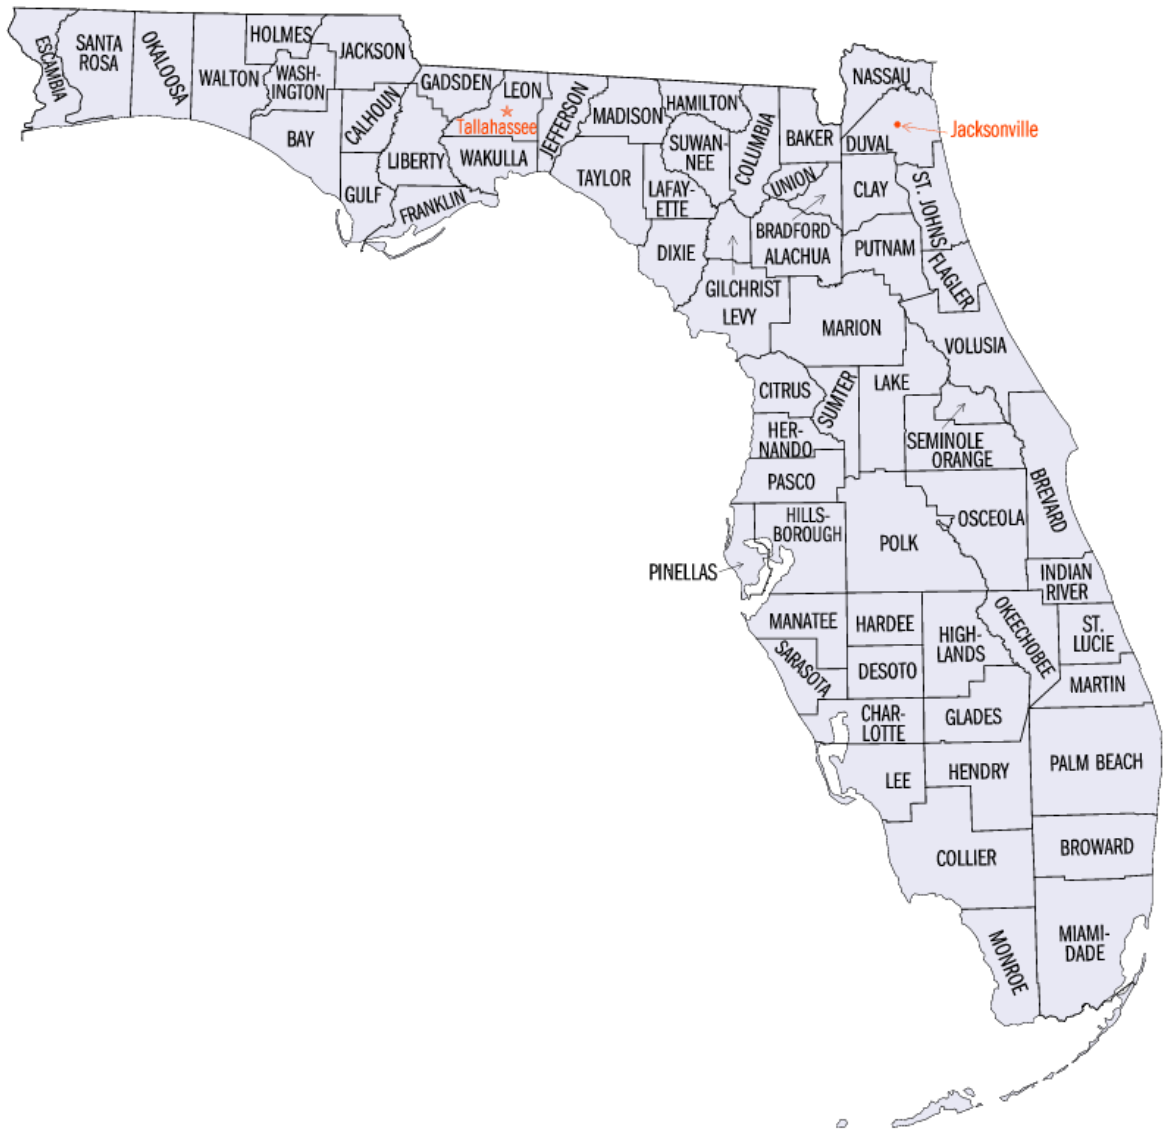 ESCAMBIA
SANTA
ROSA
OKALOOSA
WALTON
HOLMES
WASH-
INGTON
JACKSON
BAY
CALHOUN
GULF
LIBERTY
GADSDEN
LEON
Tallahassee
WAKULLA
FRANKLIN
JEFFERSON
MADISON
TAYLOR
HAMILTON
SUWAN-
NEE
LAFAY-
ETTE
DIXIE
COLUMBIA
BAKER
NASSAU
DUVAL
Jacksonville
UNION
BRADFORD
CLAY
ST. JOHNS
ALACHUA
PUTNAM
FLAGLER
GILCHRIST
LEVY
MARION
VOLUSIA
CITRUS
SUMTER
LAKE
HER-
NANDO
SEMINOLE
ORANGE
PASCO
BREVARD
HILLS-
BOROUGH
POLK
OSCEOLA
PINELLAS
INDIAN
RIVER
MANATEE
HARDEE
HIGH-
LANDS
OKEECHOBEE
ST.
LUCIE
SARASOTA
DESOTO
MARTIN
CHAR-
LOTTE
GLADES
LEE
HENDRY
PALM BEACH
COLLIER
BROWARD
MONROE
MIAMI-
DADE